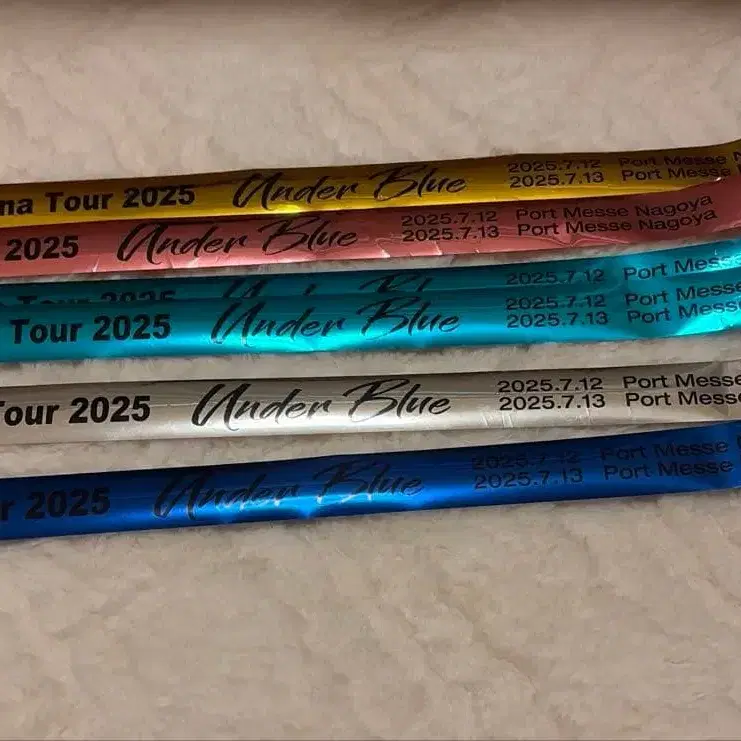 na Tour 2025 Under Blue 2025.7.12 Port Messe N
2025.7.13 Port Messe
2025 Under Blue 2025.7.12 Port Messe Nagoya
2025.7.13 Port Messe Nagoya
Tour 2025 2025.7.12 Port Messe
Tour 2025 Under Blue 2025.7.12 Port Messe
2025.7.13 Port Messe
Tour 2025 Under Blue 2025.7.12 Port Messe
2025.7.13 Port Messe
r 2025 Under Blue 2025.7.12 Port Messe
2025.7.13 Port Messe